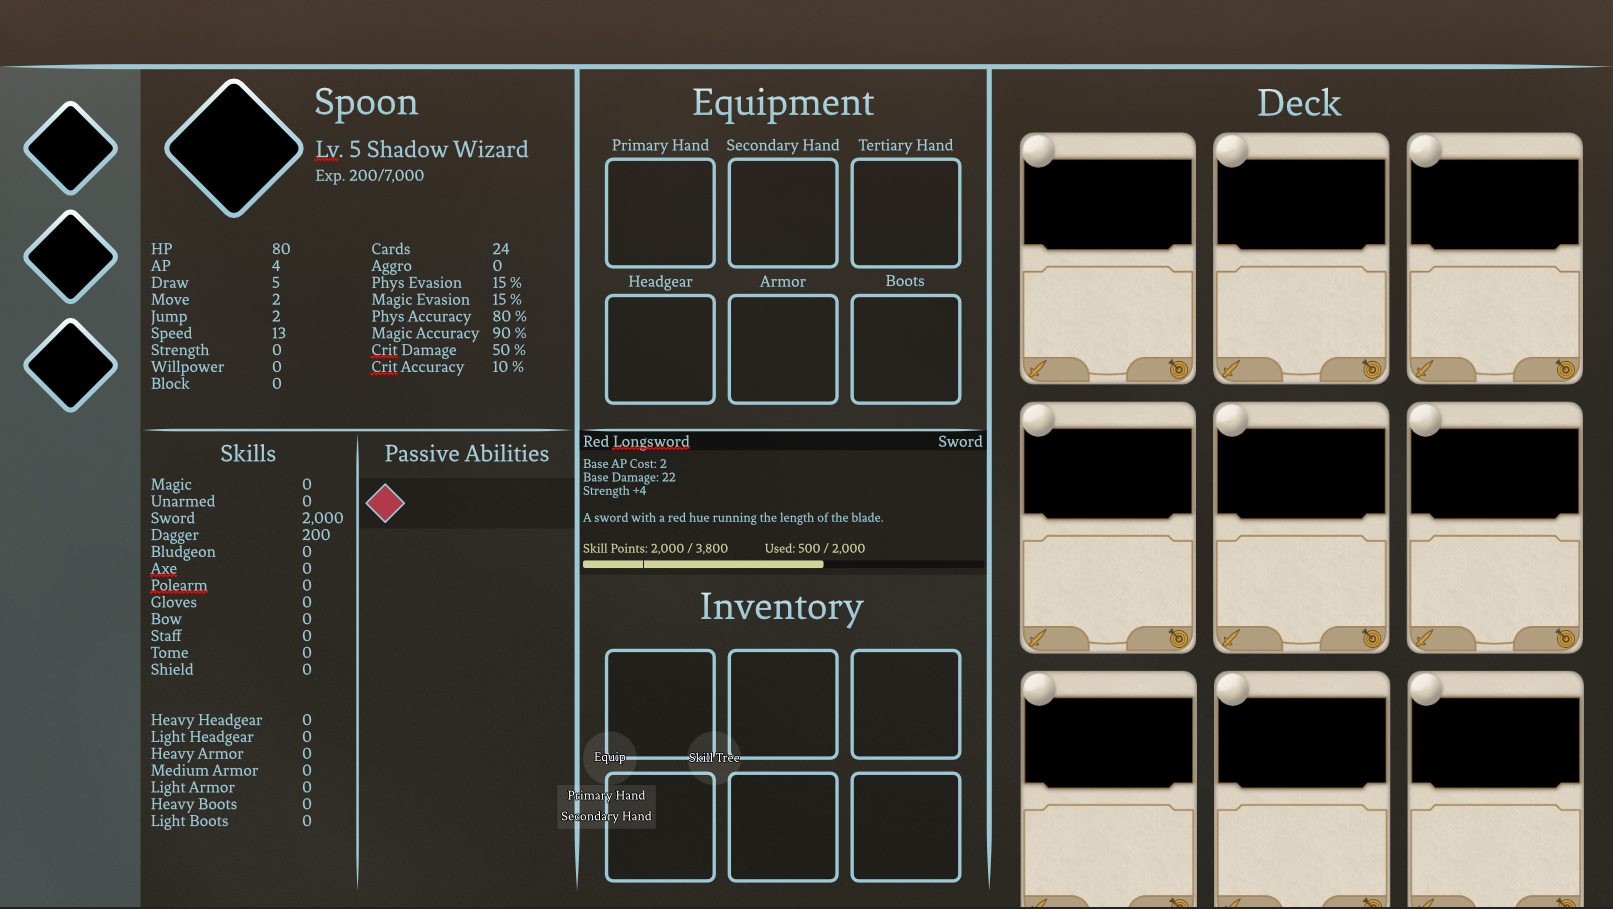 Spoon
Lv. 5 Shadow Wizard
Exp. 200/7,000
HP 80
AP 4
Draw 5
Move 2
Jump 2
Speed 13
Strength 0
Willpower 0
Block 0
Cards 24
Aggro 0
Phys Evasion 15 %
Magic Evasion 15 %
Phys Accuracy 80 %
Magic Accuracy 90 %
Crit Damage 50 %
Crit Accuracy 10 %
Skills
Magic 0
Unarmed 0
Sword 2,000
Dagger 200
Bludgeon 0
Axe 0
Polearm 0
Gloves 0
Bow 0
Staff 0
Tome 0
Shield 0
Heavy Headgear 0
Light Headgear 0
Heavy Armor 0
Medium Armor 0
Light Armor 0
Heavy Boots 0
Light Boots 0
Passive Abilities
Equipment
Primary Hand Secondary Hand Tertiary Hand
Headgear Armor Boots
Red Longsword Sword
Base AP Cost: 2
Base Damage: 22
Strength +4
A sword with a red hue running the length of the blade.
Skill Points: 2,000 / 3,800 Used: 500 / 2,000
Inventory
Equip Skill Tree
Primary Hand
Secondary Hand
Deck